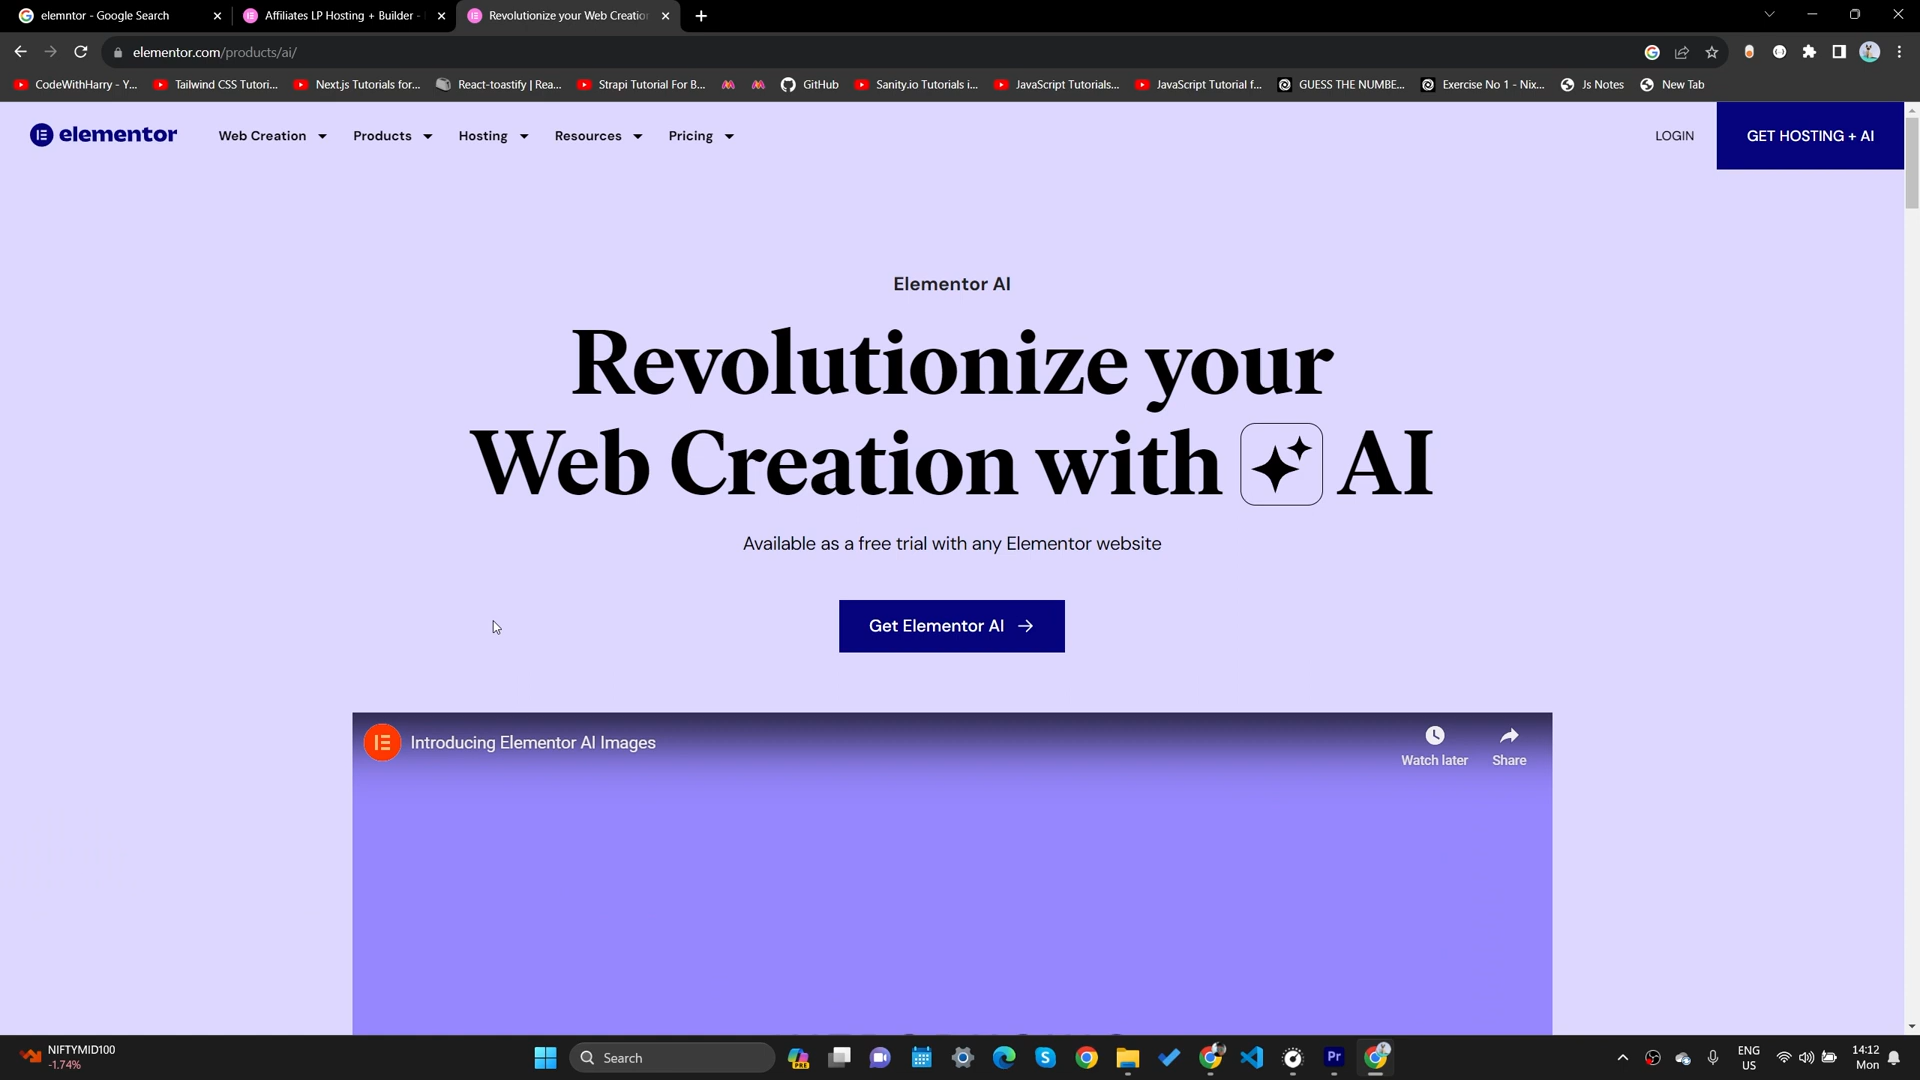 elemntor - Google Search
Affiliates LP Hosting + Builder -
Revolutionize your Web Creatio
elementor.com/products/ai/
CodeWithHarry - Y...
Tailwind CSS Tutori...
Next.js Tutorials for...
React-toastify | Rea...
Strapi Tutorial For B...
GitHub
Sanity.io Tutorials i...
JavaScript Tutorials...
JavaScript Tutorial f...
GUESS THE NUMBE...
Exercise No 1 - Nix...
Js Notes
New Tab
elementor
Web Creation
Products
Hosting
Resources
Pricing
LOGIN
GET HOSTING + AI
Elementor AI
Revolutionize your
Web Creation with AI
Available as a free trial with any Elementor website
Get Elementor AI →
Introducing Elementor AI Images
Watch later
Share
NIFTYMID100
-1.74%
Search
PRE
Pr
ENG
US
14:12
Mon